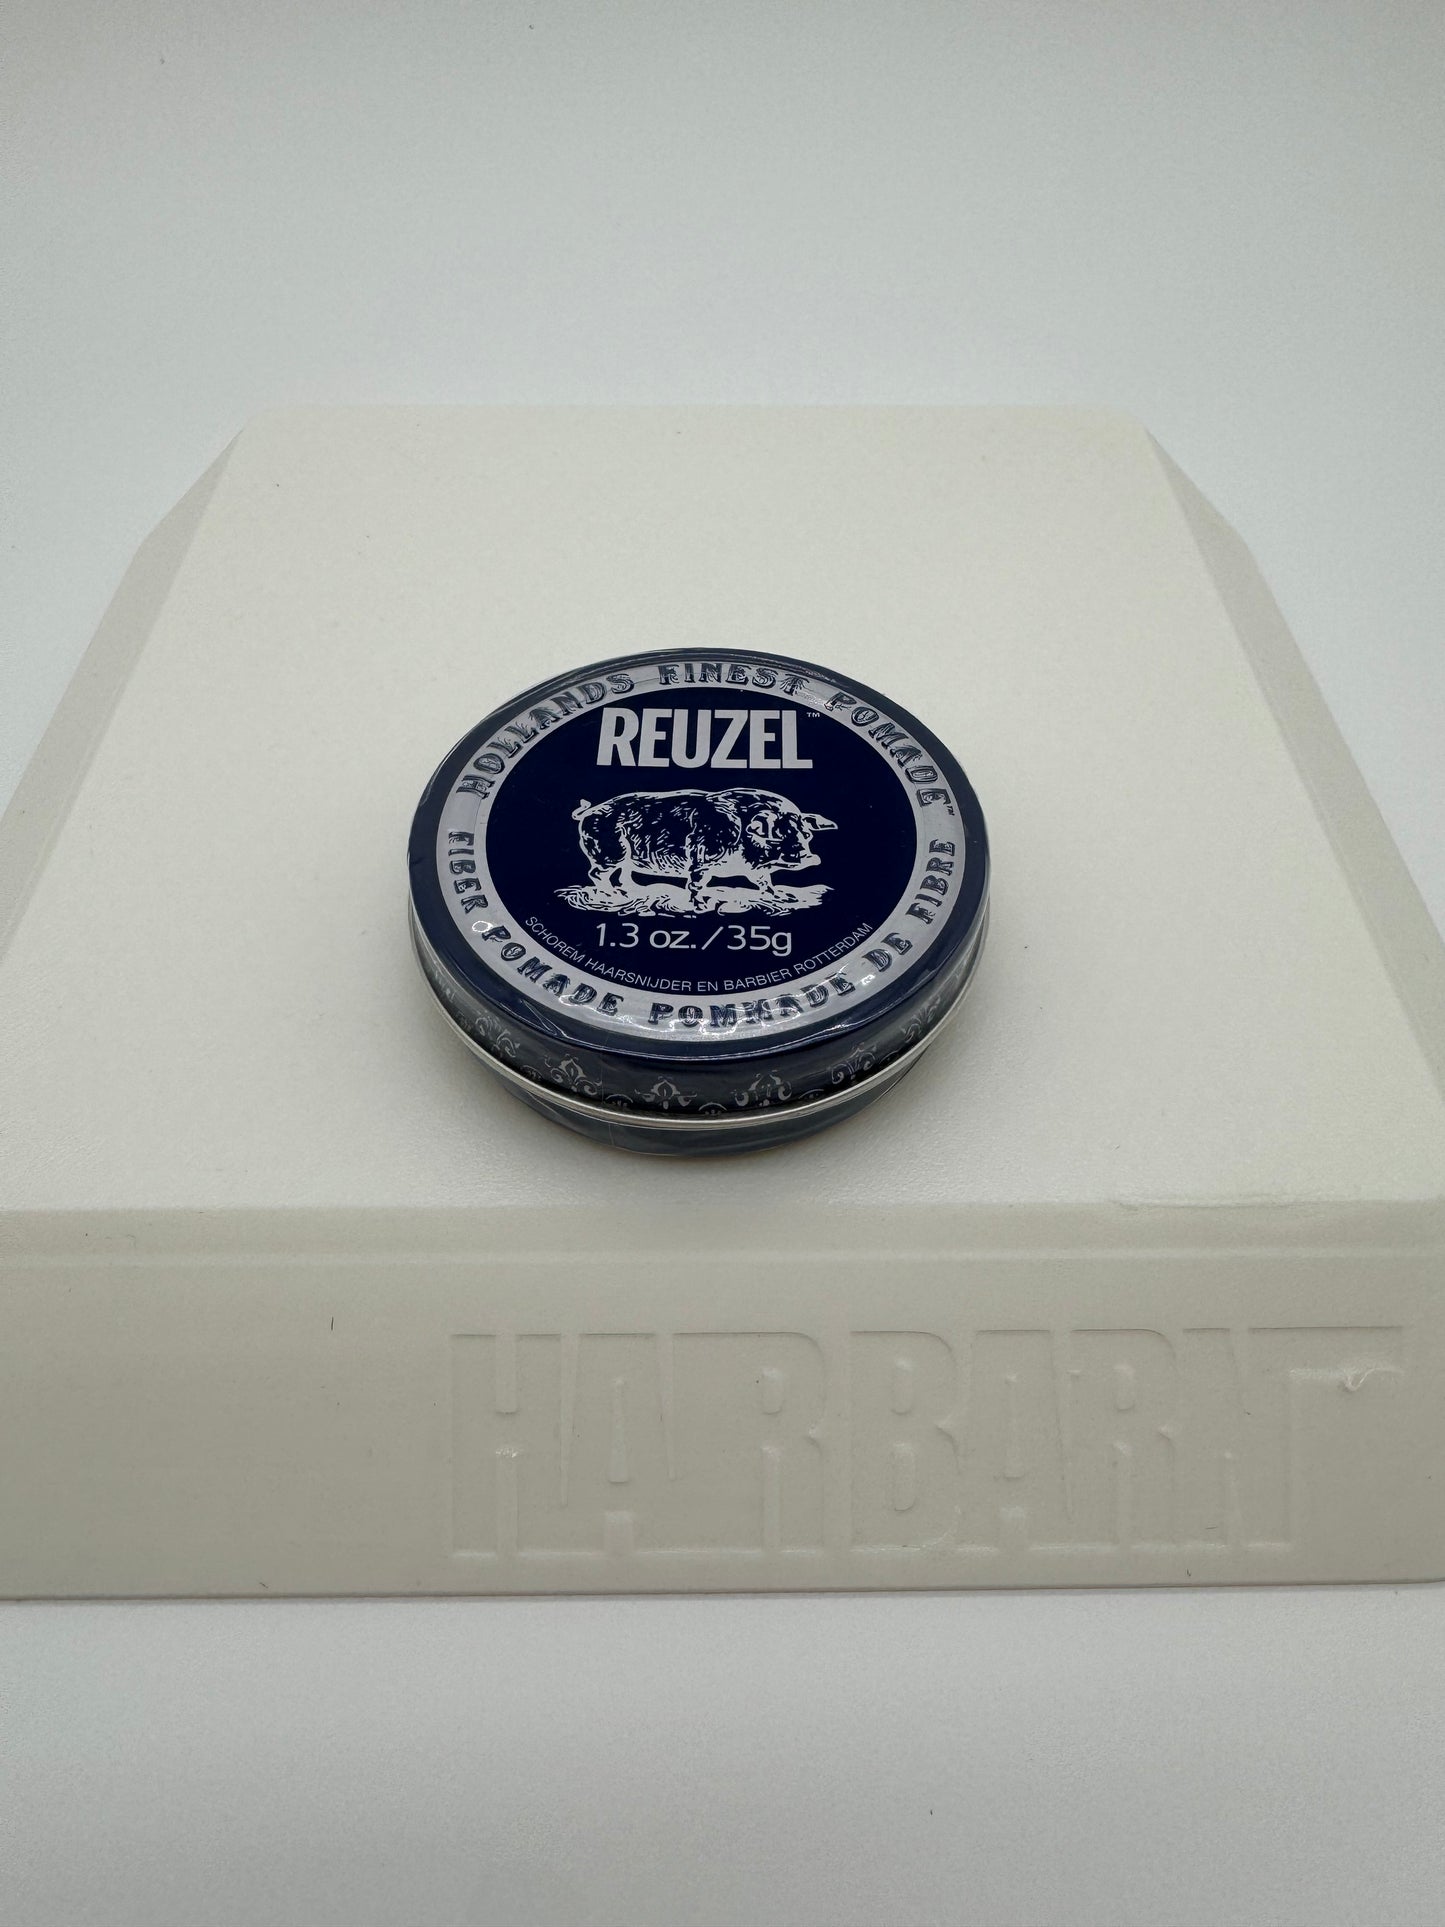 HOLLANDS FINEST POMADE™
REUZEL™
1.3 oz./35g
SCHOREM HAARSNIJDER EN BARBIER ROTTERDAM
FIBER POMADE POMMADE DE FIBRE
HARBART